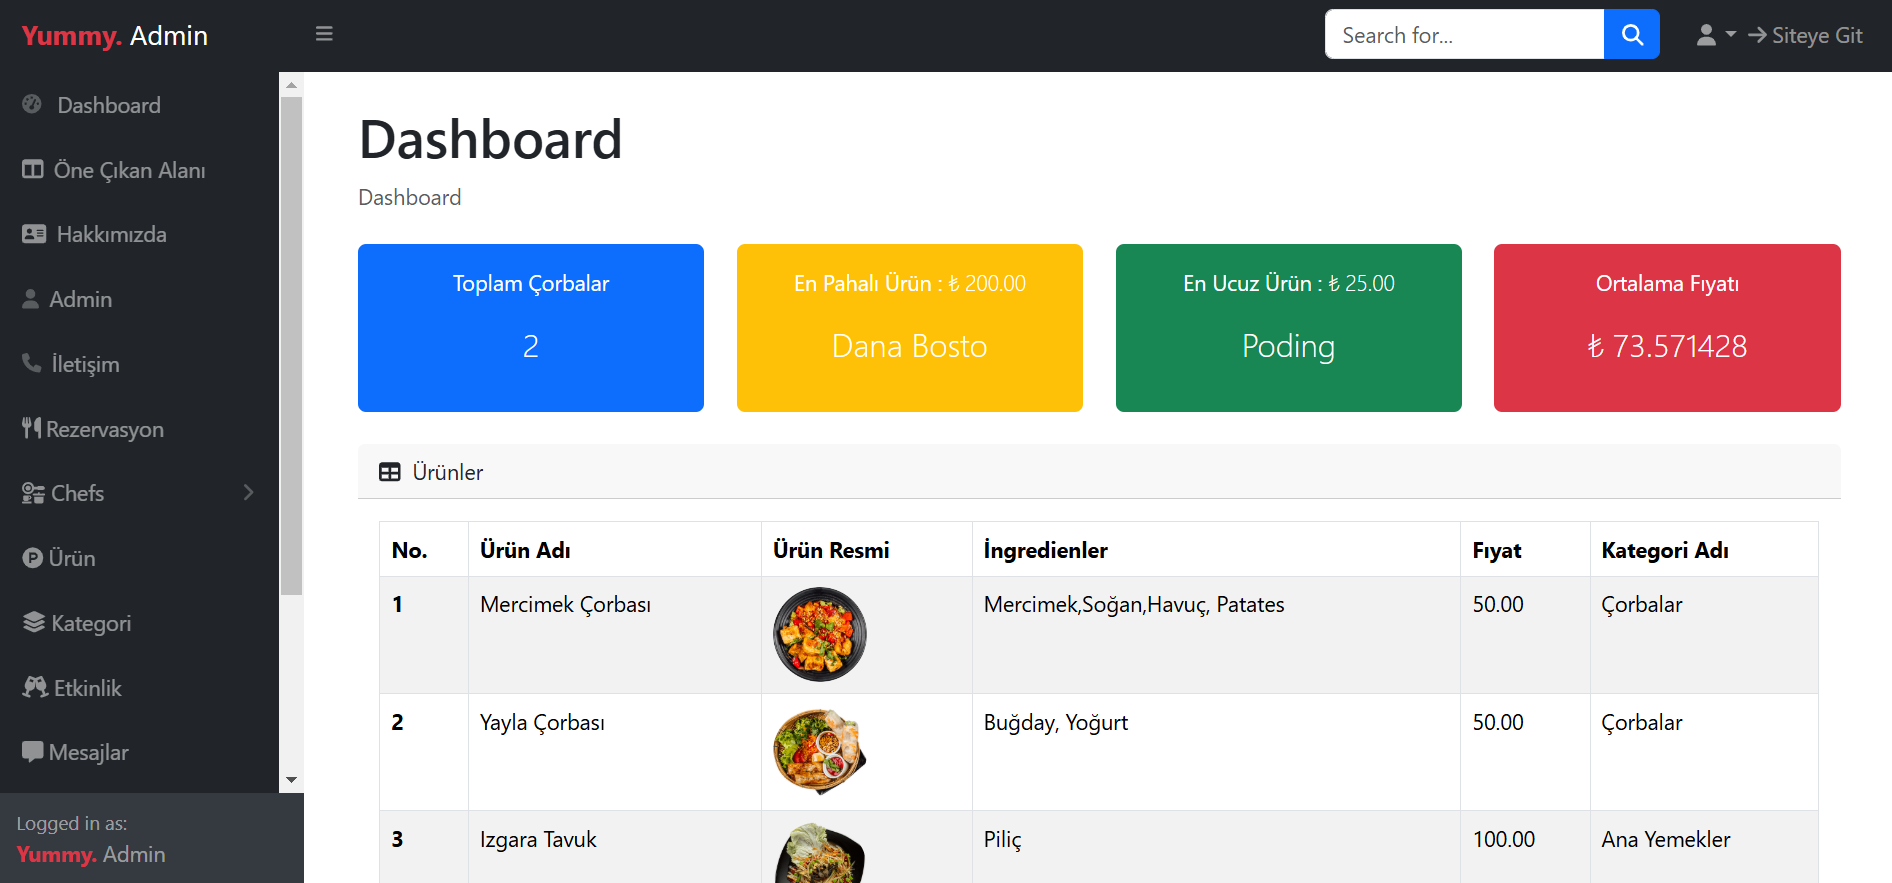 Yummy. Admin
Search for...
Siteye Git
Dashboard
Öne Çıkan Alanı
Hakkımızda
Admin
İletişim
Rezervasyon
Chefs
Ürün
Kategori
Etkinlik
Mesajlar
Logged in as:
Yummy. Admin
Dashboard
Dashboard
Toplam Çorbalar
2
En Pahalı Ürün : ₺ 200.00
Dana Bosto
En Ucuz Ürün : ₺ 25.00
Poding
Ortalama Fıyatı
₺ 73.571428
Ürünler
No. Ürün Adı Ürün Resmi İngredienler Fıyat Kategori Adı
1 Mercimek Çorbası Mercimek,Soğan,Havuç, Patates 50.00 Çorbalar
2 Yayla Çorbası Buğday, Yoğurt 50.00 Çorbalar
3 Izgara Tavuk Piliç 100.00 Ana Yemekler